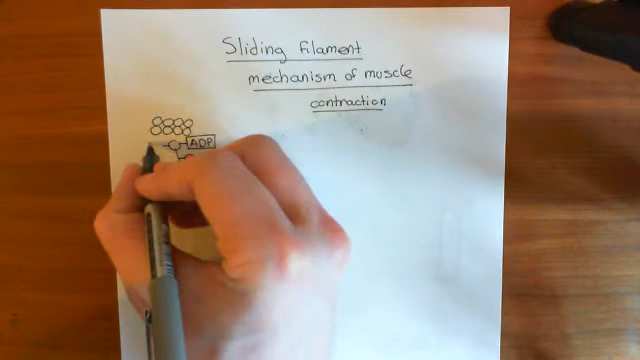 Sliding filament
mechanism of muscle
contraction
ADP